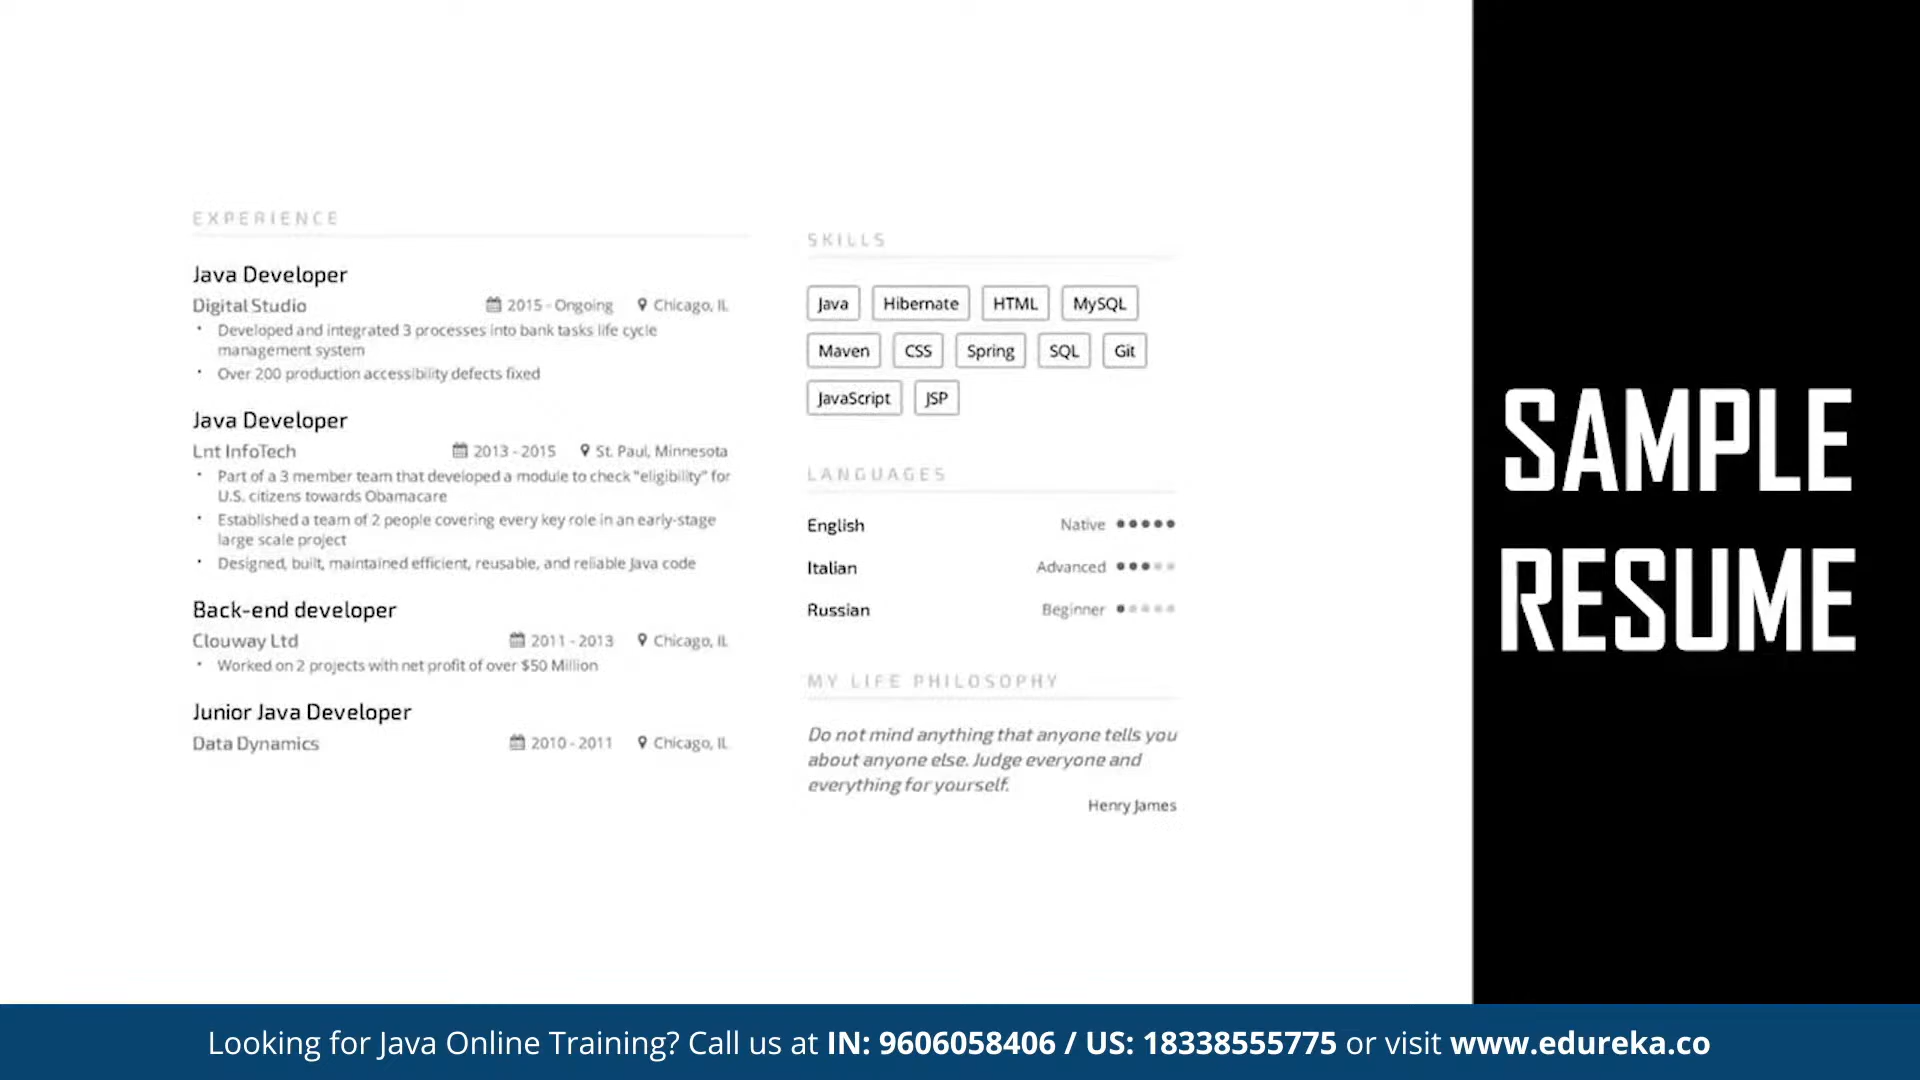 EXPERIENCE
Java Developer
Digital Studio 2015 - Ongoing Chicago, IL
• Developed and integrated 3 processes into bank tasks life cycle
management system
• Over 200 production accessibility defects fixed
Java Developer
Lnt InfoTech 2013 - 2015 St. Paul, Minnesota
• Part of a 3 member team that developed a module to check "eligibility" for
U.S. citizens towards Obamacare
• Established a team of 2 people covering every key role in an early-stage
large scale project
• Designed, built, maintained efficient, reusable, and reliable Java code
Back-end developer
Clouway Ltd 2011 - 2013 Chicago, IL
• Worked on 2 projects with net profit of over $50 Million
Junior Java Developer
Data Dynamics 2010 - 2011 Chicago, IL
SKILLS
Java Hibernate HTML MySQL
Maven CSS Spring SQL Git
JavaScript JSP
LANGUAGES
English Native
Italian Advanced
Russian Beginner
MY LIFE PHILOSOPHY
Do not mind anything that anyone tells you
about anyone else. Judge everyone and
everything for yourself.
Henry James
SAMPLE
RESUME
Looking for Java Online Training? Call us at IN: 9606058406 / US: 18338555775 or visit www.edureka.co